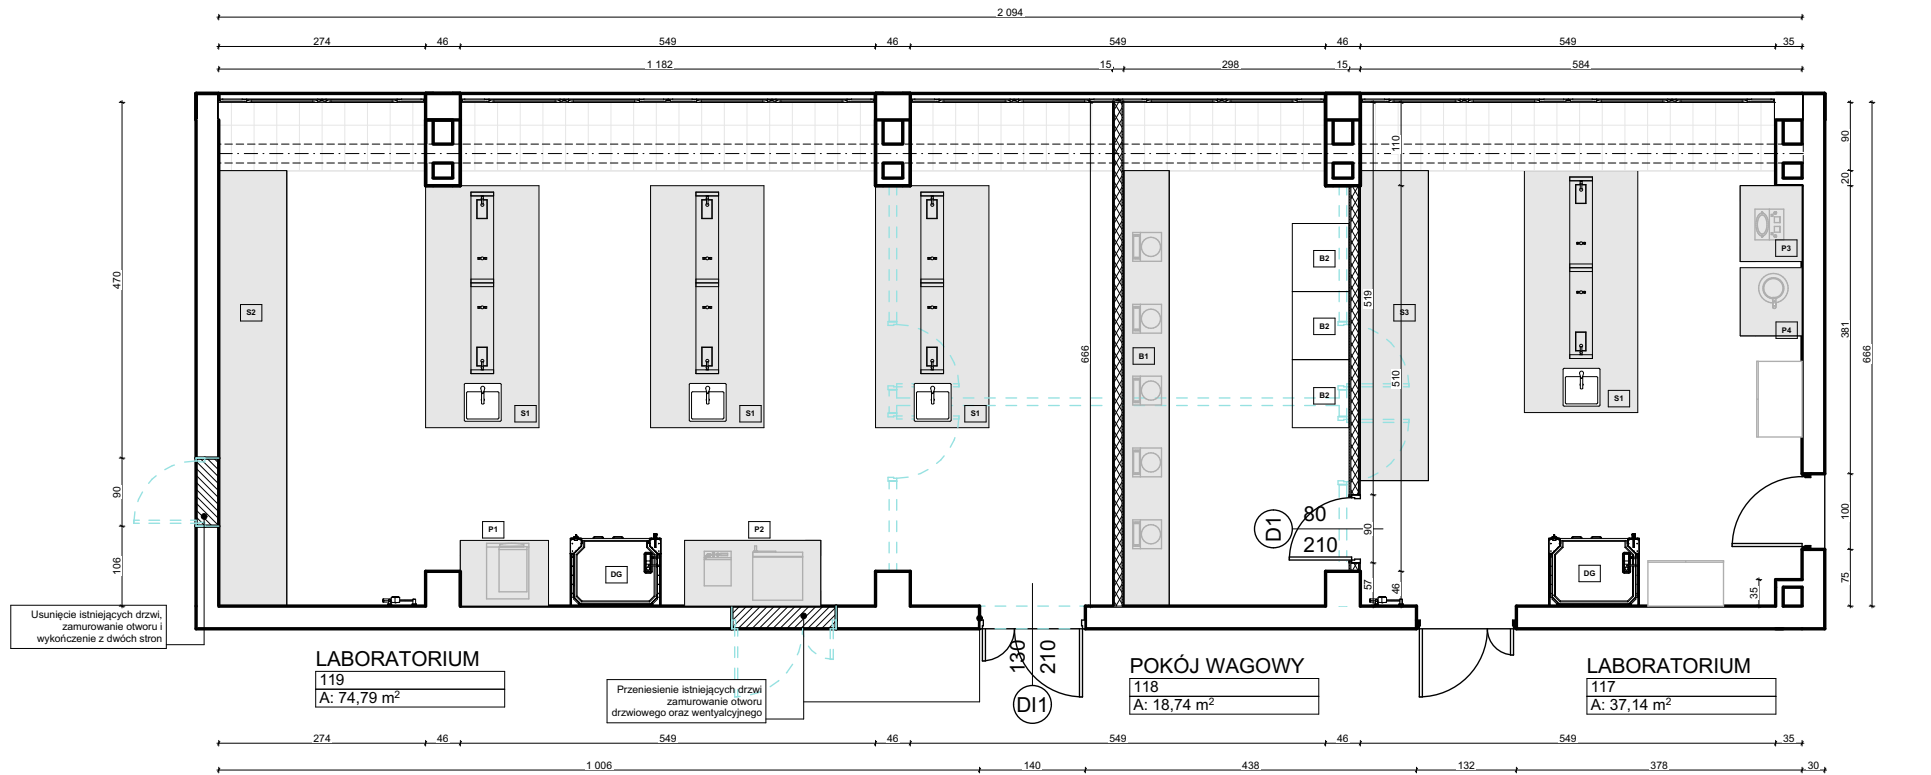 2 094
274 46 549 46 549 46 549 35
1 182 15 298 15 584
470
90
106
666
519
90
57
110
510
46
35
90
20
381
100
75
666
S2
S1
S1
S1
B1
B2
B2
B2
S3
S1
P3
P4
P1
DG
P2
DG
D1
80
210
Usunięcie istniejących drzwi,
zamurowanie otworu i
wykończenie z dwóch stron
LABORATORIUM
119
A: 74,79 m²
Przeniesienie istniejących drzwi
zamurowanie otworu
drzwiowego oraz wentyalcyjnego
130
210
DI1
POKÓJ WAGOWY
118
A: 18,74 m²
LABORATORIUM
117
A: 37,14 m²
274 46 549 46 549 46 549 35
1 006 140 438 132 378 30